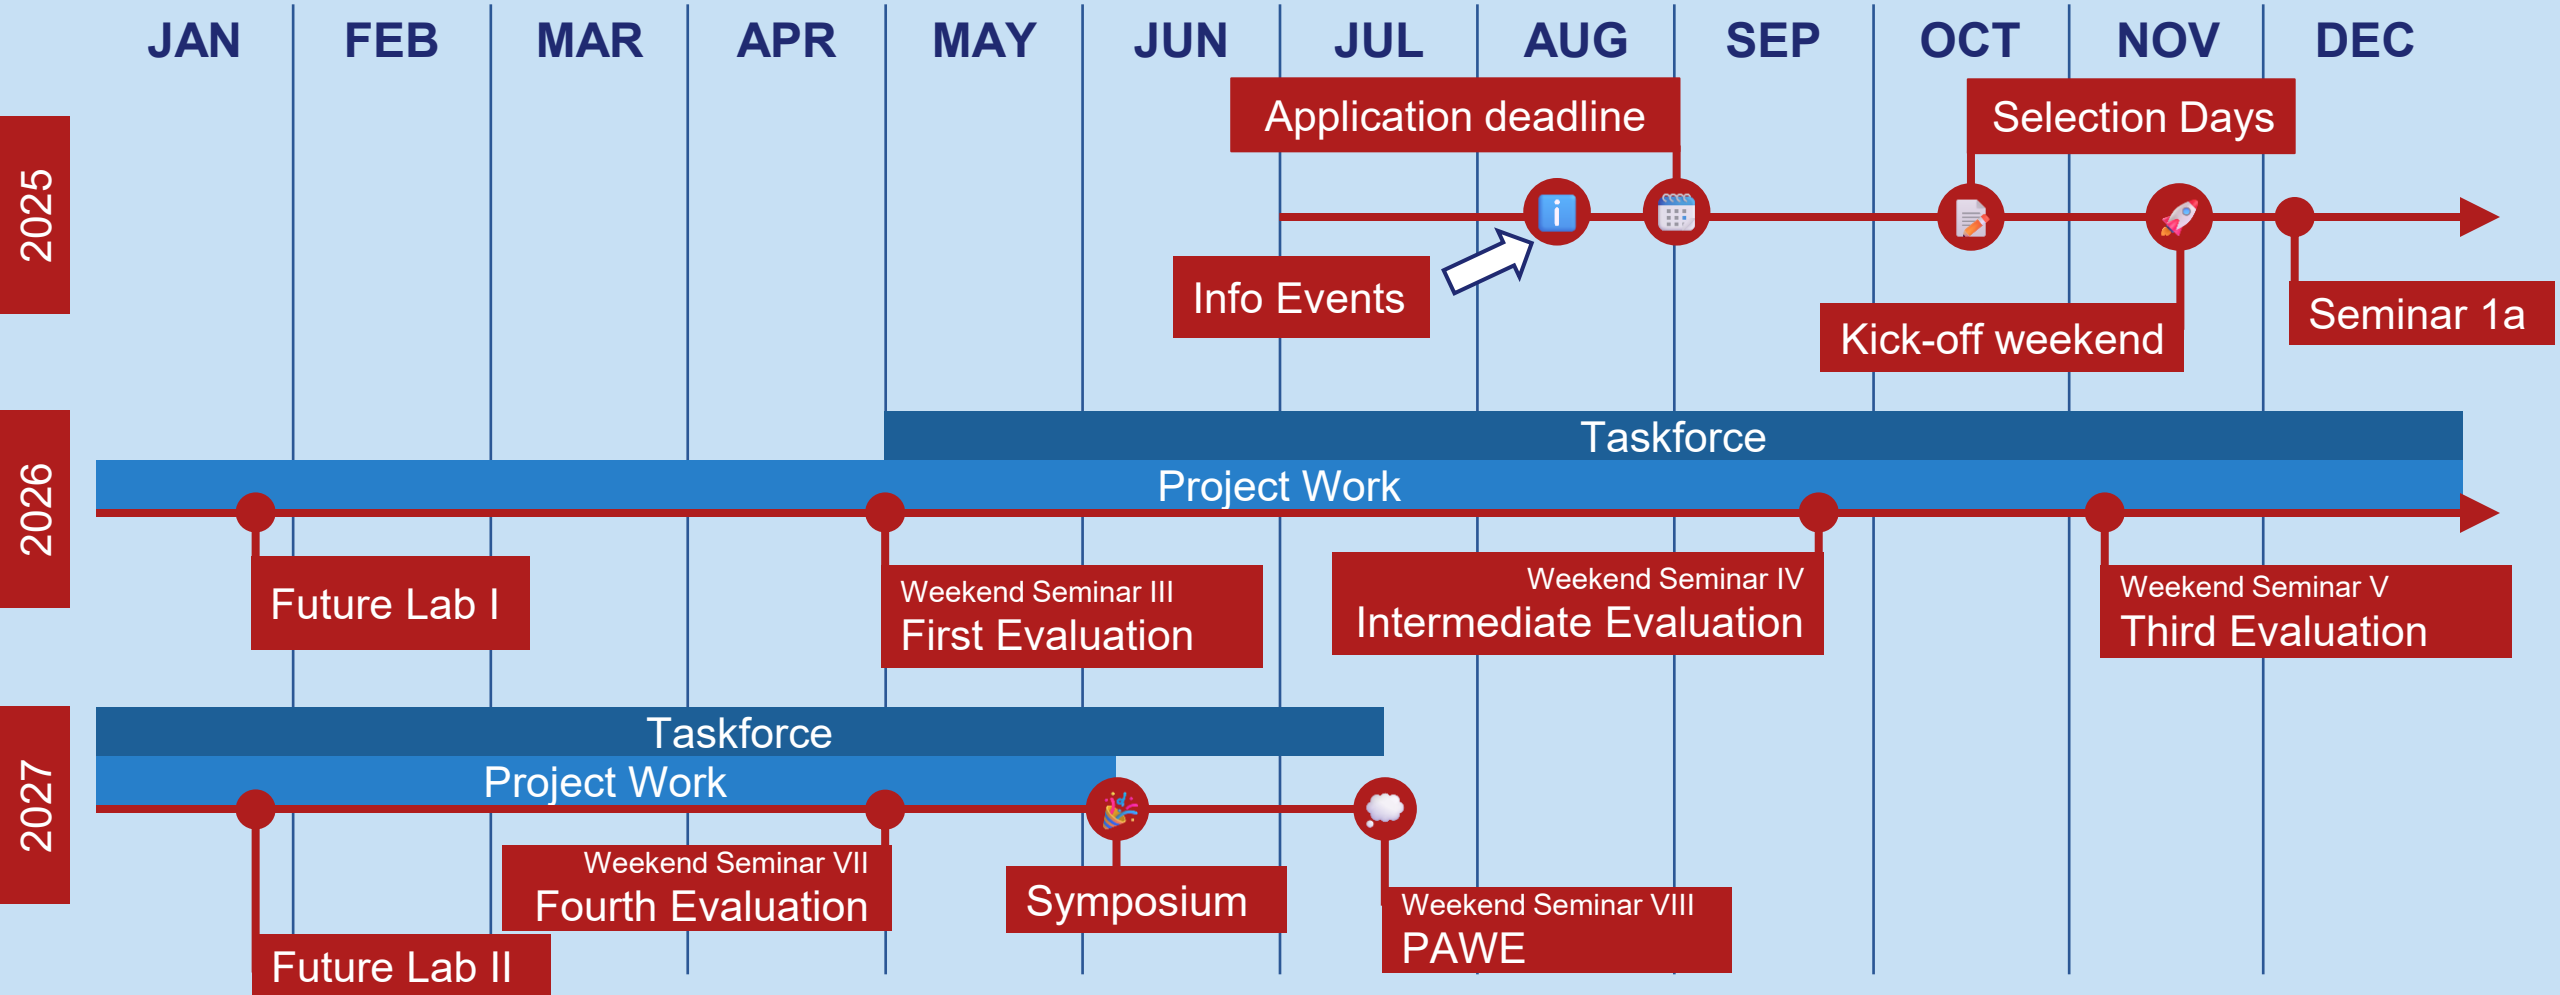 JAN FEB MAR APR MAY JUN JUL AUG SEP OCT NOV DEC
2025
Application deadline
Selection Days
Info Events
Kick-off weekend
Seminar 1a
2026
Taskforce
Project Work
Future Lab I
Weekend Seminar III
First Evaluation
Weekend Seminar IV
Intermediate Evaluation
Weekend Seminar V
Third Evaluation
2027
Taskforce
Project Work
Weekend Seminar VII
Fourth Evaluation
Symposium
Weekend Seminar VIII
PAWE
Future Lab II